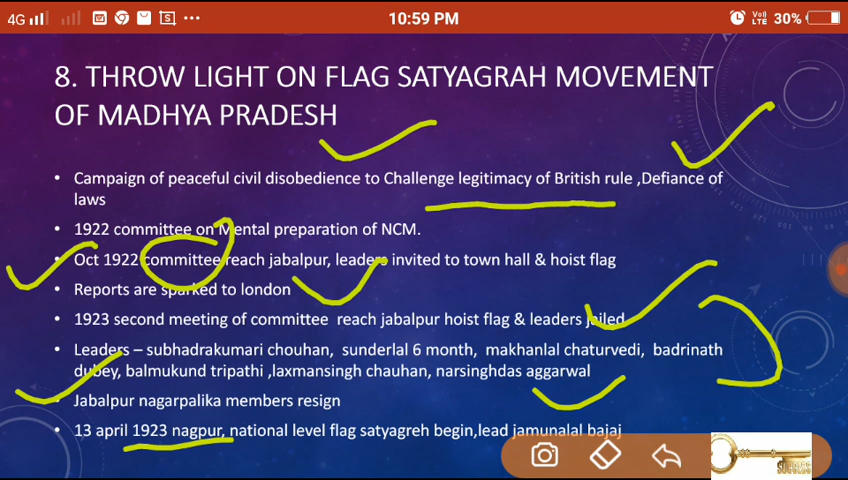 4G
10:59 PM
Vo)) LTE 30%
8. THROW LIGHT ON FLAG SATYAGRAH MOVEMENT
OF MADHYA PRADESH
• Campaign of peaceful civil disobedience to Challenge legitimacy of British rule ,Defiance of
laws
• 1922 committee on Mental preparation of NCM.
• Oct 1922 committee reach jabalpur, leaders invited to town hall & hoist flag
• Reports are sparked to london
• 1923 second meeting of committee reach jabalpur hoist flag & leaders jailed
• Leaders – subhadrakumari chouhan, sunderlal 6 month, makhanlal chaturvedi, badrinath
dubey, balmukund tripathi ,laxmansingh chauhan, narsinghdas aggarwal
• Jabalpur nagarpalika members resign
• 13 april 1923 nagpur, national level flag satyagreh begin,lead jamunalal bajaj
SUCCESS